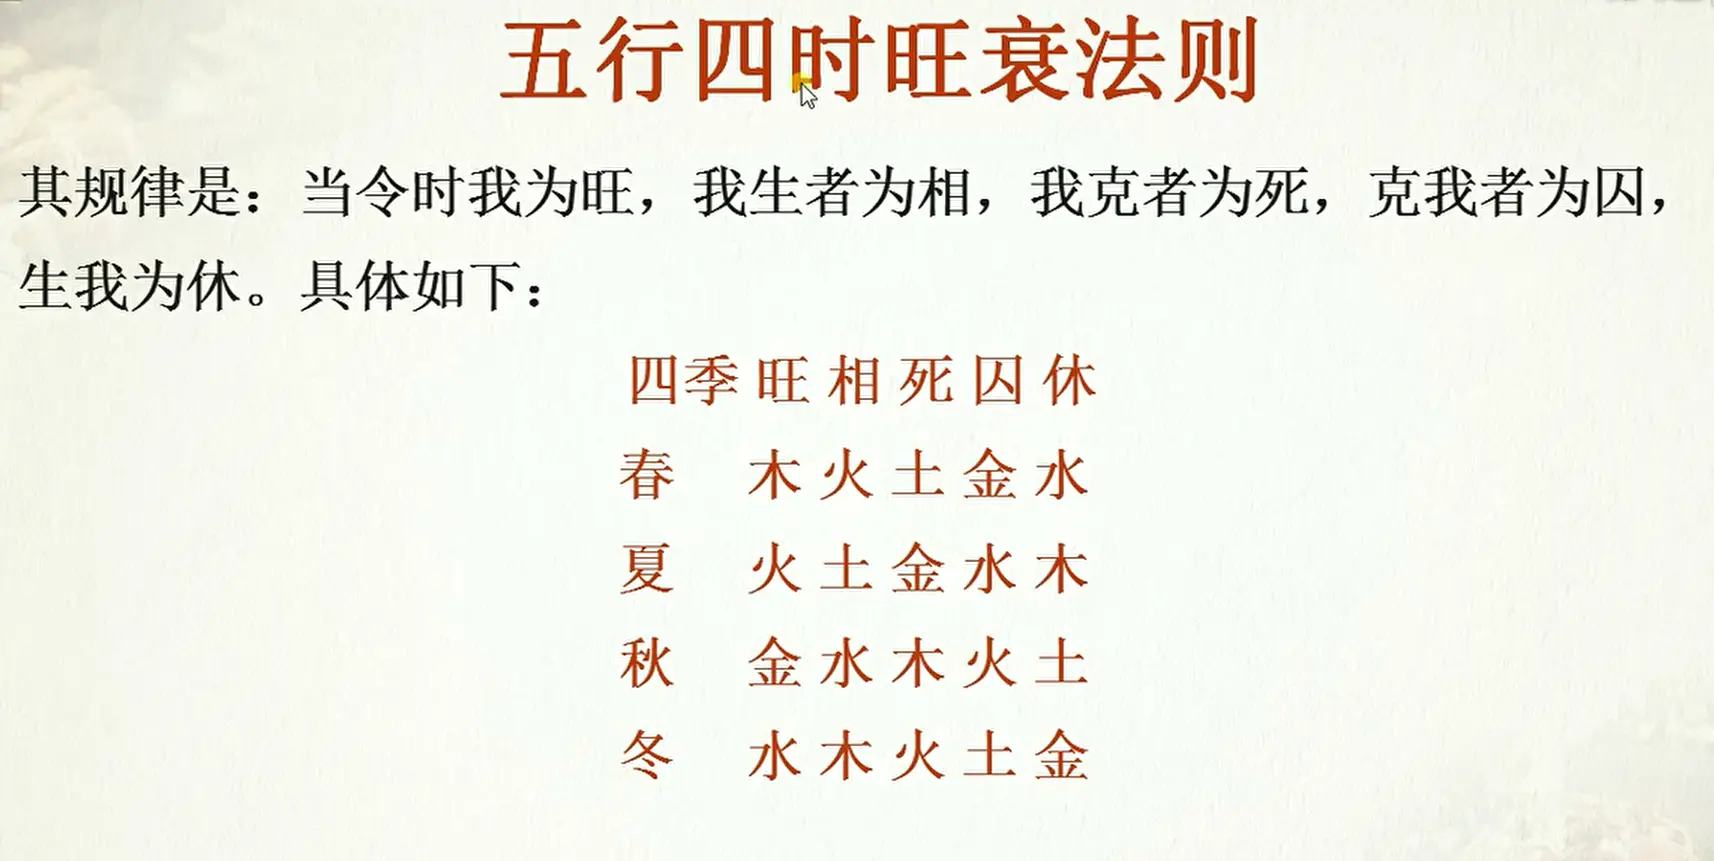 五行四时旺衰法则
其规律是：当令时我为旺，我生者为相，我克者为死，克我者为囚，
生我为休。具体如下：
四季 旺 相 死 囚 休
春 木 火 土 金 水
夏 火 土 金 水 木
秋 金 水 木 火 土
冬 水 木 火 土 金